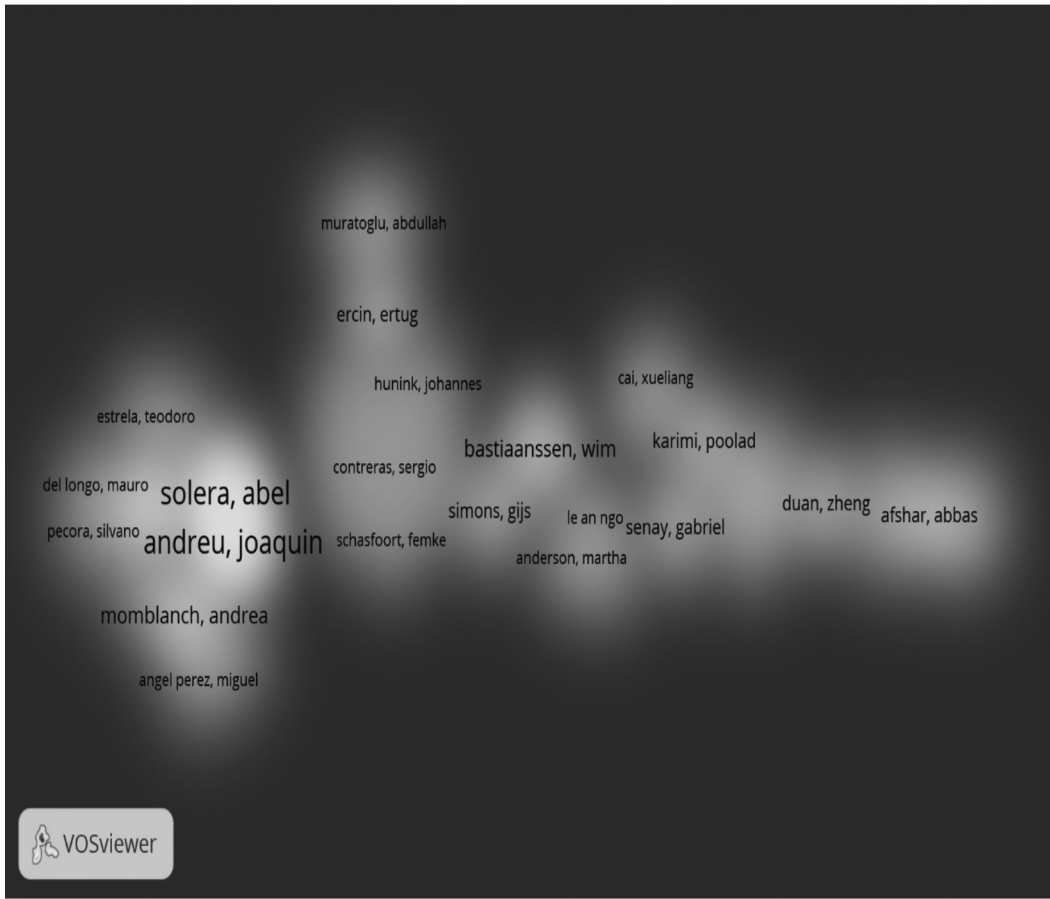 muratoglu, abdullah
ercin, ertug
hunink, johannes
cai, xueliang
estrela, teodoro
bastiaanssen, wim
karimi, poolad
contreras, sergio
del longo, mauro
solera, abel
simons, gijs
le an ngo
senay, gabriel
duan, zheng
afshar, abbas
pecora, silvano
andreu, joaquin
schasfoort, femke
anderson, martha
momblanch, andrea
angel perez, miguel
VOSviewer